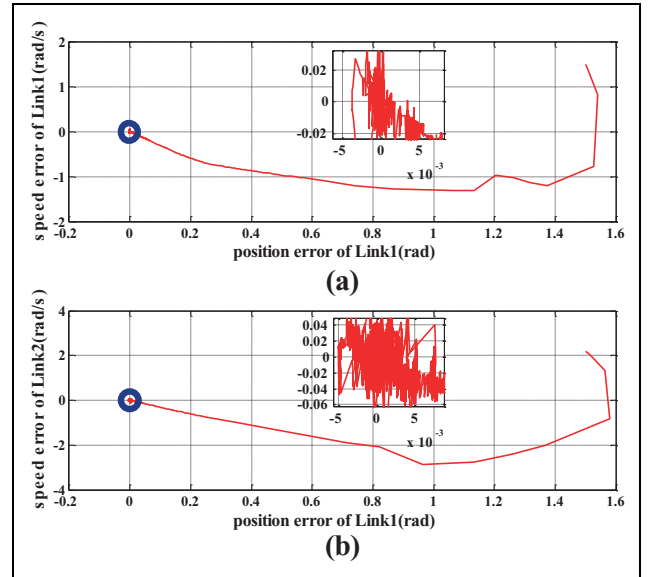 2
1
0
-1
-2
speed error of Link1(rad/s)
0.02
0
-0.02
-5 0 5
x 10 -3
-0.2 0 0.2 0.4 0.6 0.8 1 1.2 1.4 1.6
position error of Link1(rad)
(a)
4
2
0
-2
-4
speed error of Link2(rad/s)
0.04
0.02
0
-0.02
-0.04
-0.06
-5 0 5
x 10 -3
-0.2 0 0.2 0.4 0.6 0.8 1 1.2 1.4 1.6
position error of Link1(rad)
(b)